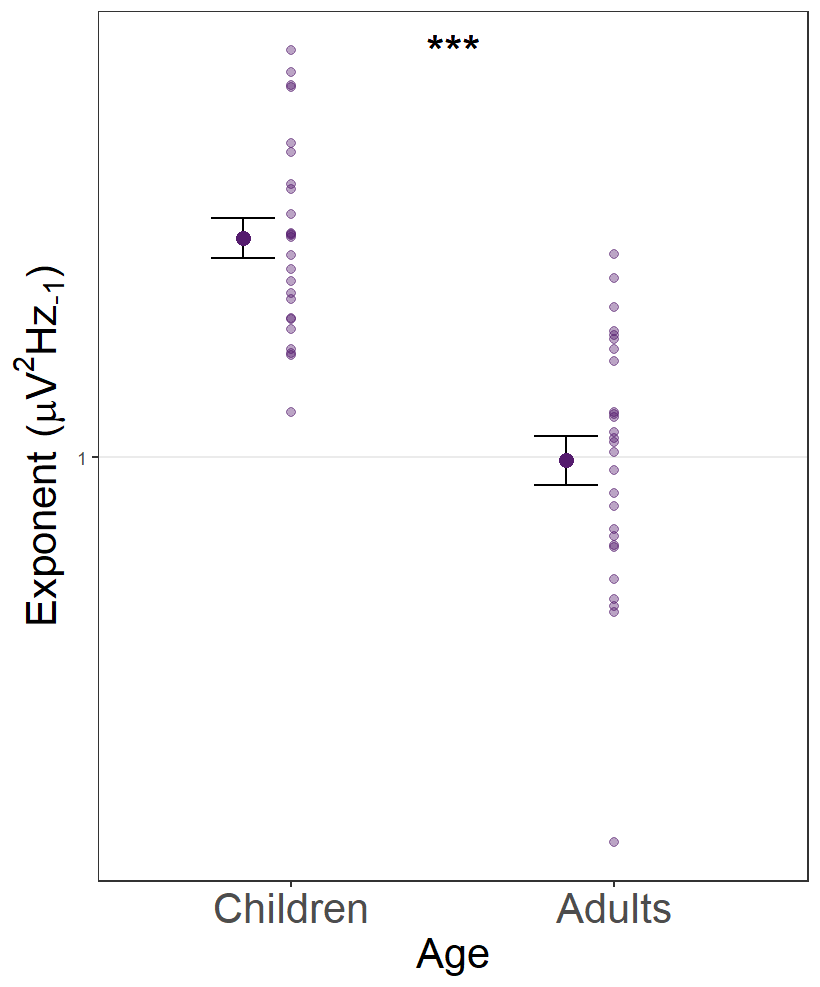 ***
Exponent (μV²Hz₋₁)
1
Children Adults
Age